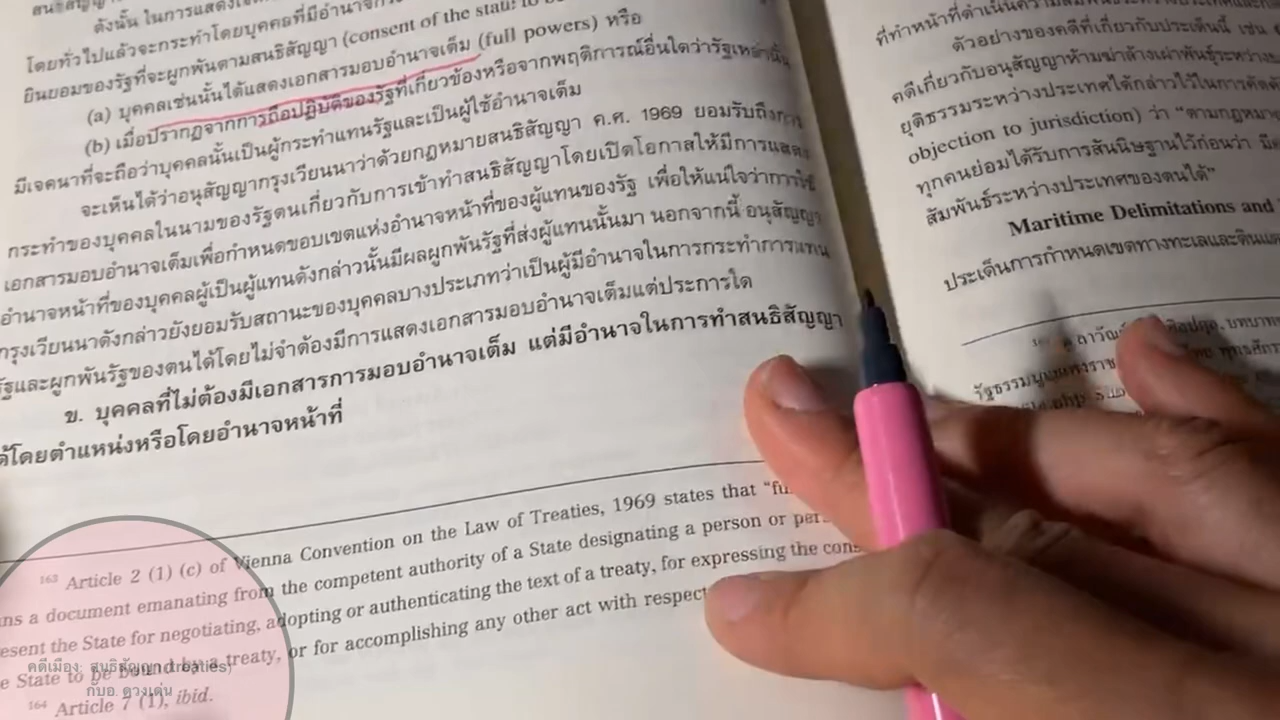 ดังนั้น ในการแสดง
โดยทั่วไปแล้วจะกระทำโดยบุคคลที่มีอำนาจ
ยินยอมของรัฐที่จะผูกพันตามสนธิสัญญา (consent of the state to
(a) บุคคลเช่นนั้นได้แสดงเอกสารมอบอำนาจเต็ม (full powers) หรือ
(b) เมื่อปรากฏจากการถือปฏิบัติของรัฐที่เกี่ยวข้องหรือจากพฤติการณ์อื่นใดว่ารัฐเหล่านั้น
มีเจตนาที่จะถือว่าบุคคลนั้นเป็นผู้กระทำแทนรัฐและเป็นผู้ใช้อำนาจเต็ม
จะเห็นได้ว่าอนุสัญญากรุงเวียนนาว่าด้วยกฎหมายสนธิสัญญา ค.ศ. 1969 ยอมรับถึงการ
กระทำของบุคคลในนามของรัฐตนเกี่ยวกับการเข้าทำสนธิสัญญาโดยเปิดโอกาสให้มีการแสดง
เอกสารมอบอำนาจเต็มเพื่อกำหนดขอบเขตแห่งอำนาจหน้าที่ของผู้แทนของรัฐ เพื่อให้แน่ใจว่าการใช้
อำนาจหน้าที่ของบุคคลผู้เป็นผู้แทนดังกล่าวนั้นมีผลผูกพันรัฐที่ส่งผู้แทนนั้นมา นอกจากนี้ อนุสัญญา
กรุงเวียนนาดังกล่าวยังยอมรับสถานะของบุคคลบางประเภทว่าเป็นผู้มีอำนาจในการกระทำการแทน
รัฐและผูกพันรัฐของตนได้โดยไม่จำต้องมีการแสดงเอกสารมอบอำนาจเต็มแต่ประการใด
ข. บุคคลที่ไม่ต้องมีเอกสารการมอบอำนาจเต็ม แต่มีอำนาจในการทำสนธิสัญญา
ได้โดยตำแหน่งหรือโดยอำนาจหน้าที่
163 Article 2 (1) (c) of Vienna Convention on the Law of Treaties, 1969 states that "fu
ns a document emanating from the competent authority of a State designating a person or per
esent the State for negotiating, adopting or authenticating the text of a treaty, for expressing the con
e State to be bound by a treaty, or for accomplishing any other act with respect
164 Article 7 (1), ibid.
คดีเมือง: สนธิสัญญา (treaties)
กบอ. ดวงเด่น
ที่ทำหน้าที่ดำเนินความสัมพันธ์ระหว่างประเทศ
ตัวอย่างของคดีที่เกี่ยวกับประเด็นนี้ เช่น
คดีเกี่ยวกับอนุสัญญาห้ามฆ่าล้างเผ่าพันธุ์ระหว่าง
ยุติธรรมระหว่างประเทศได้กล่าวไว้ในการคัดค้าน
objection to jurisdiction) ว่า "ตามกฎหมาย
ทุกคนย่อมได้รับการสันนิษฐานไว้ก่อนว่า
สัมพันธ์ระหว่างประเทศของตนได้"
Maritime Delimitations and
ประเด็นการกำหนดเขตทางทะเลและดินแดน